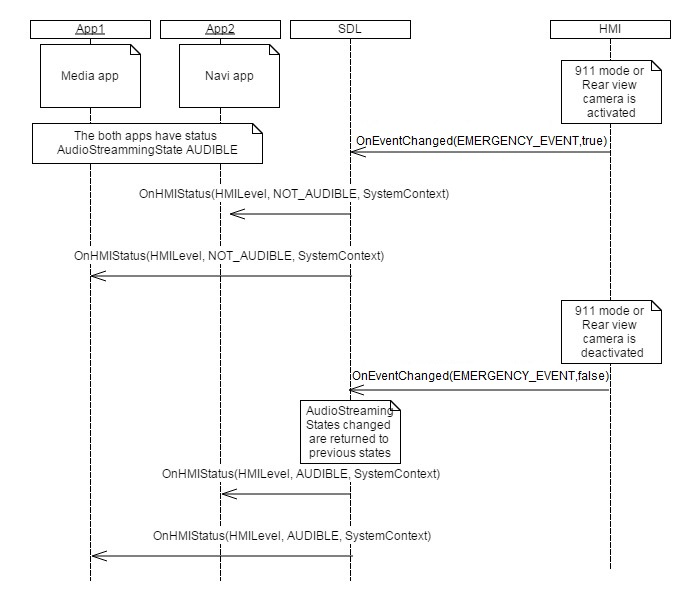 App1
App2
SDL
HMI
Media app
Navi app
911 mode or
Rear view
camera is
activated
The both apps have status
AudioStreammingState AUDIBLE
OnEventChanged(EMERGENCY_EVENT,true)
OnHMIStatus(HMILevel, NOT_AUDIBLE, SystemContext)
OnHMIStatus(HMILevel, NOT_AUDIBLE, SystemContext)
911 mode or
Rear view
camera is
deactivated
OnEventChanged(EMERGENCY_EVENT,false)
AudioStreaming
States changed
are returned to
previous states
OnHMIStatus(HMILevel, AUDIBLE, SystemContext)
OnHMIStatus(HMILevel, AUDIBLE, SystemContext)